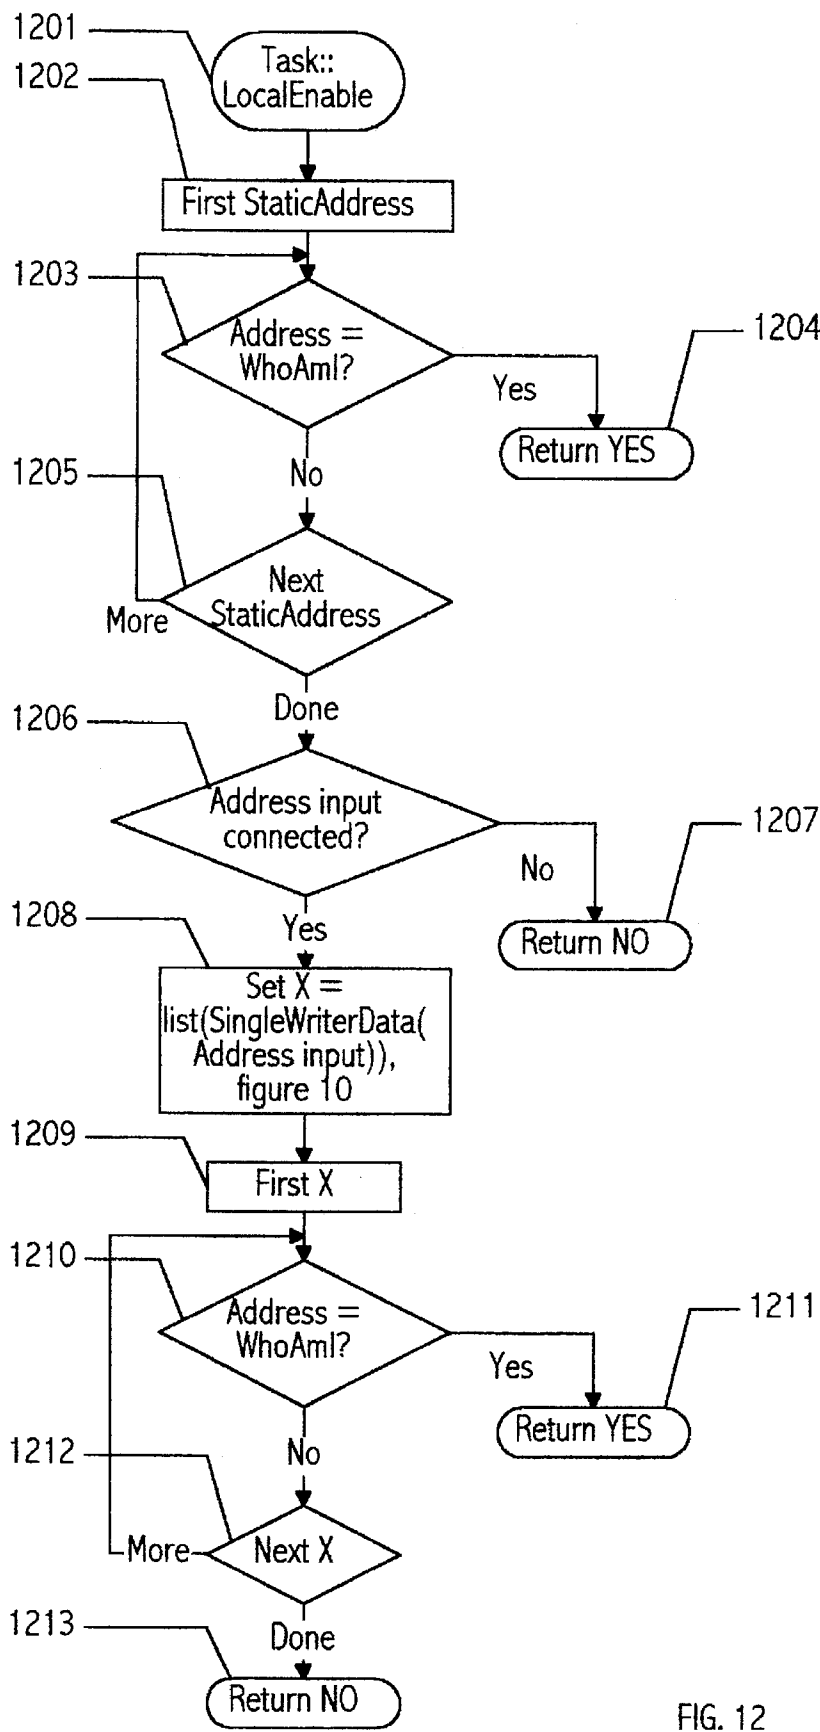 1201
Task::
LocalEnable
1202
First StaticAddress
1203
Address =
WhoAmI?
1204
Yes
Return YES
No
1205
Next
StaticAddress
More
Done
1206
Address input
connected?
1207
No
Return NO
Yes
1208
Set X =
list(SingleWriterData(
Address input)),
figure 10
1209
First X
1210
Address =
WhoAmI?
1211
Yes
Return YES
No
1212
Next X
More
Done
1213
Return NO
FIG. 12